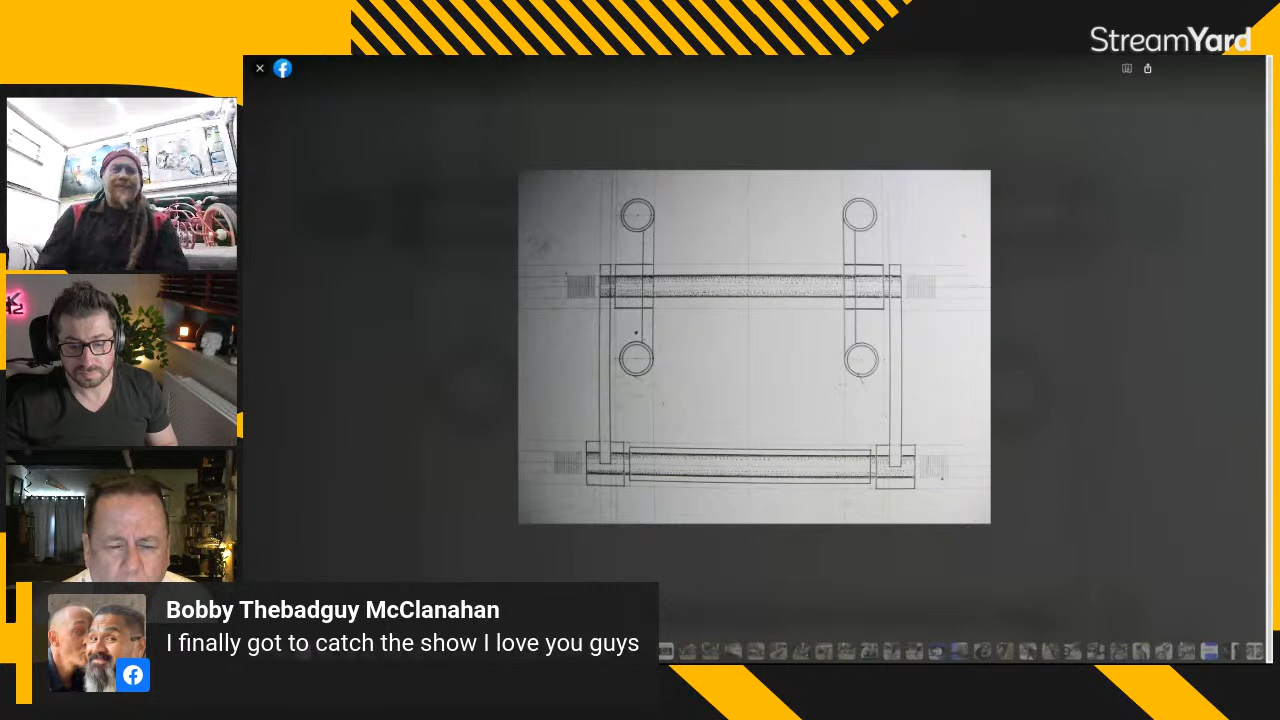 StreamYard
Bobby Thebadguy McClanahan
I finally got to catch the show I love you guys